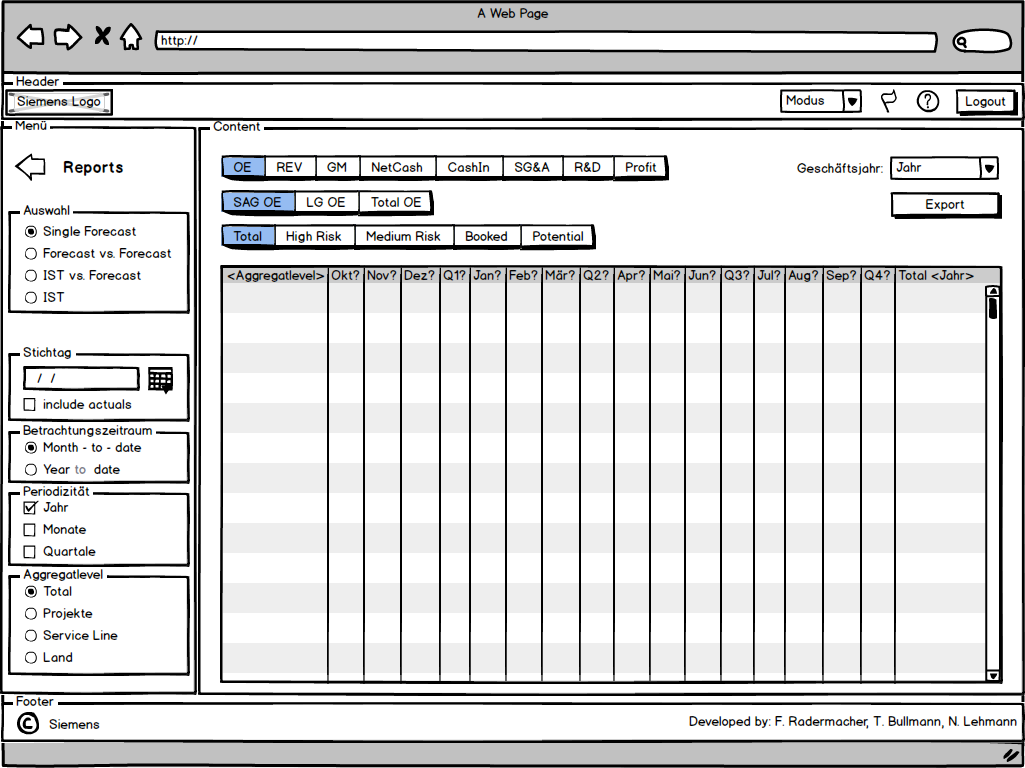 A Web Page
http://
Header
Siemens Logo
Modus
?
Logout
Menü
Reports
Auswahl
Single Forecast
Forecast vs. Forecast
IST vs. Forecast
IST
Stichtag
/ /
include actuals
Betrachtungszeitraum
Month - to - date
Year to date
Periodizität
Jahr
Monate
Quartale
Aggregatlevel
Total
Projekte
Service Line
Land
Content
OE REV GM NetCash CashIn SG&A R&D Profit
Geschäftsjahr: Jahr
SAG OE LG OE Total OE
Export
Total High Risk Medium Risk Booked Potential
<Aggregatlevel> Okt? Nov? Dez? Q1? Jan? Feb? Mär? Q2? Apr? Mai? Jun? Q3? Jul? Aug? Sep? Q4? Total <Jahr>
Footer
© Siemens
Developed by: F. Radermacher, T. Bullmann, N. Lehmann